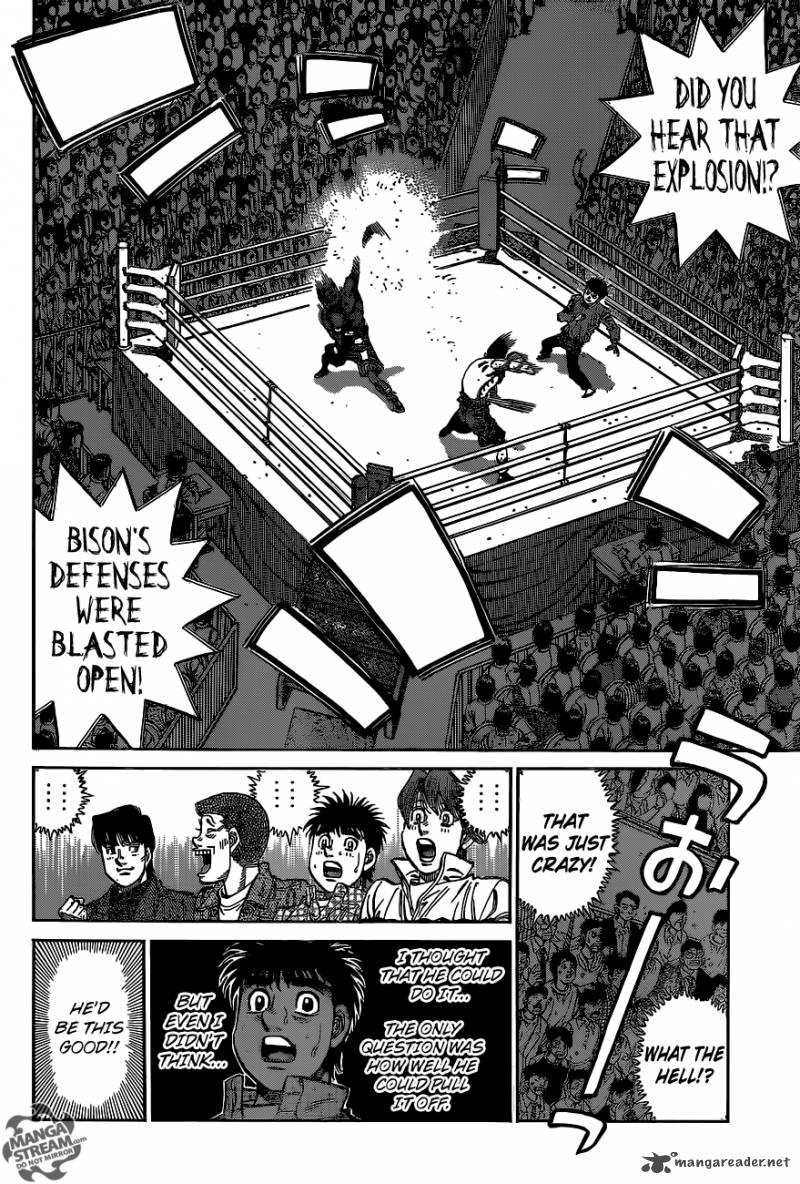 DID YOU
HEAR THAT
EXPLOSION!?
BISON'S
DEFENSES
WERE
BLASTED
OPEN!
...
...
...
THAT
WAS JUST
CRAZY!
うおーっ
WHAT THE
HELL!?
HE'D
BE THIS
GOOD!!
BUT
EVEN I
DIDN'T
THINK...
I THOUGHT
THAT HE COULD
DO IT...
THE ONLY
QUESTION WAS
HOW WELL HE
COULD PULL
IT OFF.
MANGA
STREAM.com
DO NOT MIRROR
mangareader.net